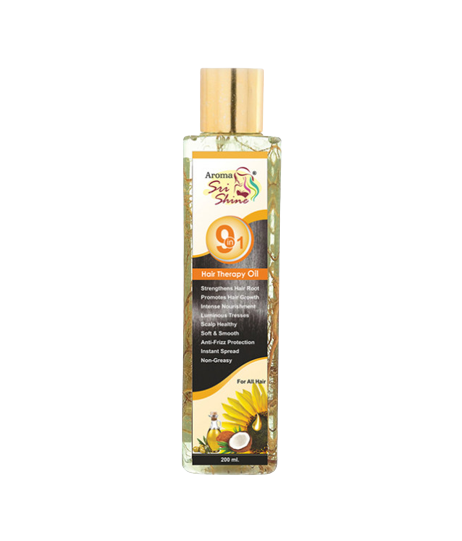 Aroma ®
Sri
Shine
9 in 1
Hair Therapy Oil
Strengthens Hair Root
Promotes Hair Growth
Intense Nourishment
Luminous Tresses
Scalp Healthy
Soft & Smooth
Anti-Frizz Protection
Instant Spread
Non-Greasy
For All Hair
200 ml.